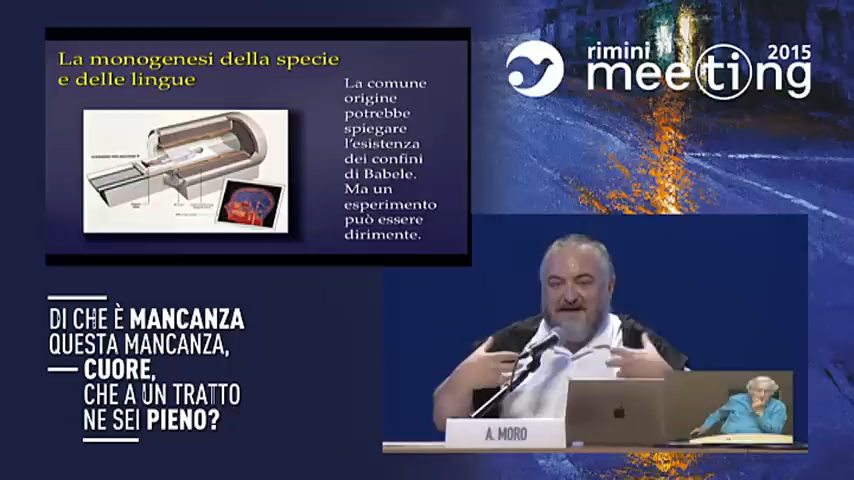 La monogenesi della specie
e delle lingue
La comune
origine
potrebbe
spiegare
l'esistenza
dei confini
di Babele.
Ma un
esperimento
può essere
dirimente.
rimini 2015
meeting
DI CHE È MANCANZA
QUESTA MANCANZA,
CUORE,
CHE A UN TRATTO
NE SEI PIENO?
A. MORO